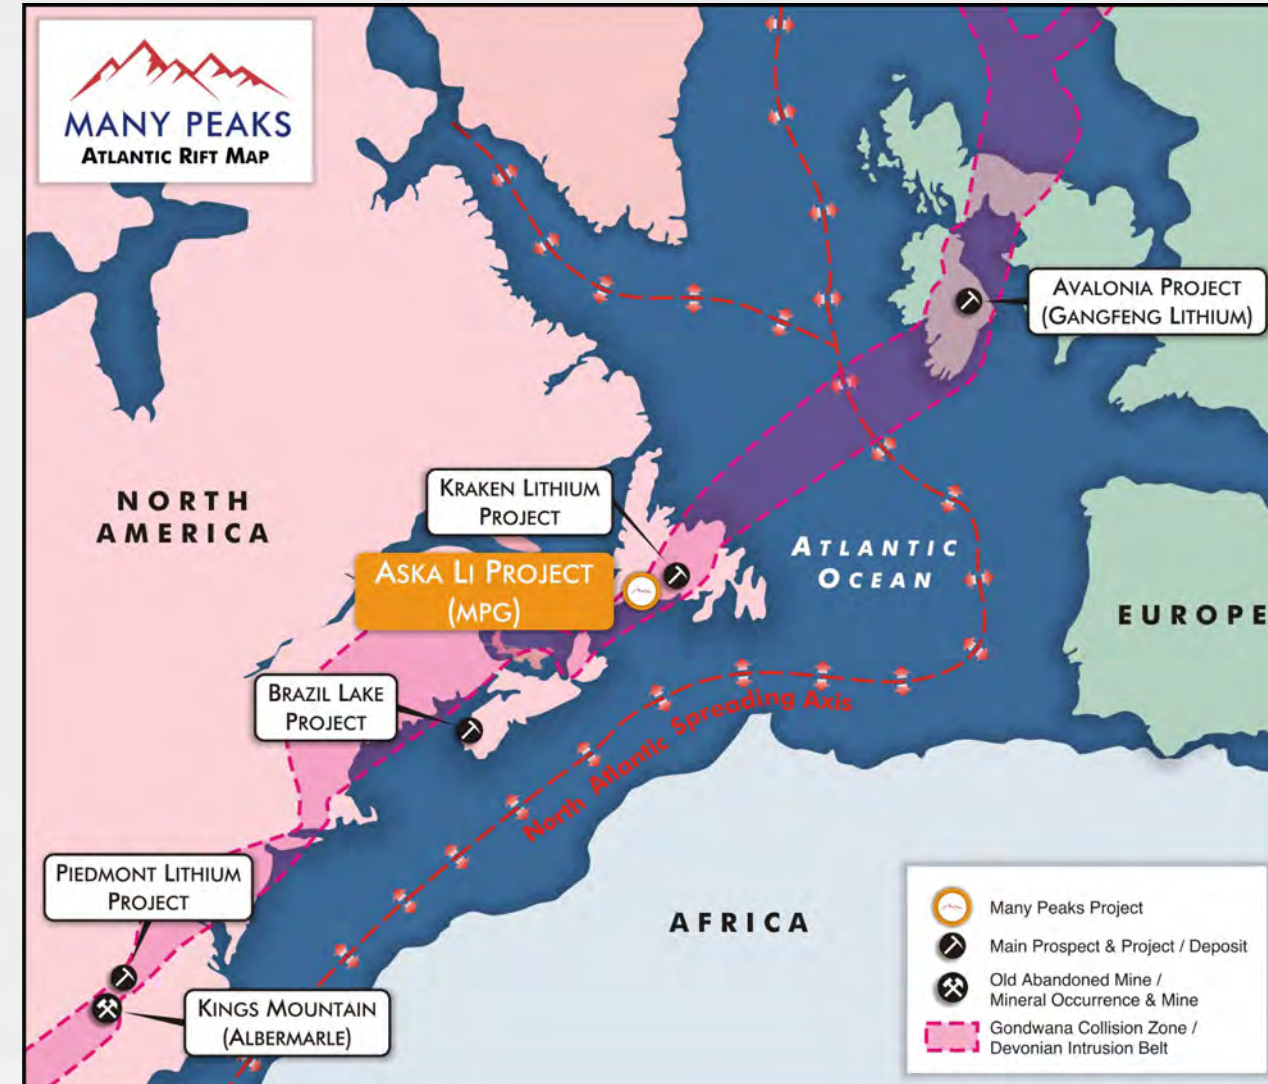 MANY PEAKS
ATLANTIC RIFT MAP
AVALONIA PROJECT
(GANGFENG LITHIUM)
KRAKEN LITHIUM
PROJECT
NORTH
AMERICA
ATLANTIC
OCEAN
ASKA LI PROJECT
(MPG)
EUROPE
BRAZIL LAKE
PROJECT
North Atlantic Spreading Axis
PIEDMONT LITHIUM
PROJECT
AFRICA
KINGS MOUNTAIN
(ALBERMARLE)
Many Peaks Project
Main Prospect & Project / Deposit
Old Abandoned Mine /
Mineral Occurrence & Mine
Gondwana Collision Zone /
Devonian Intrusion Belt